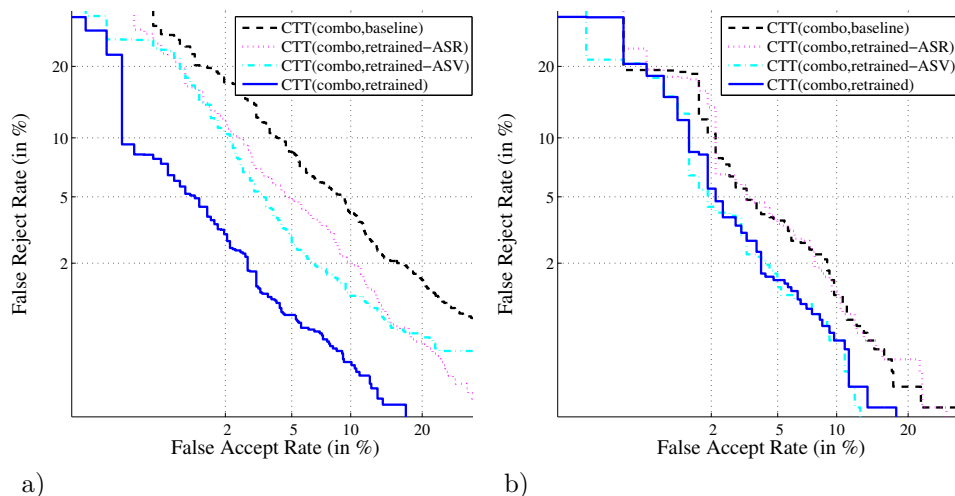 CTT(combo,baseline)
CTT(combo,retrained-ASR)
CTT(combo,retrained-ASV)
CTT(combo,retrained)
20
10
5
2
False Reject Rate (in %)
2 5 10 20
False Accept Rate (in %)
a)
CTT(combo,baseline)
CTT(combo,retrained-ASR)
CTT(combo,retrained-ASV)
CTT(combo,retrained)
20
10
5
2
False Reject Rate (in %)
2 5 10 20
False Accept Rate (in %)
b)